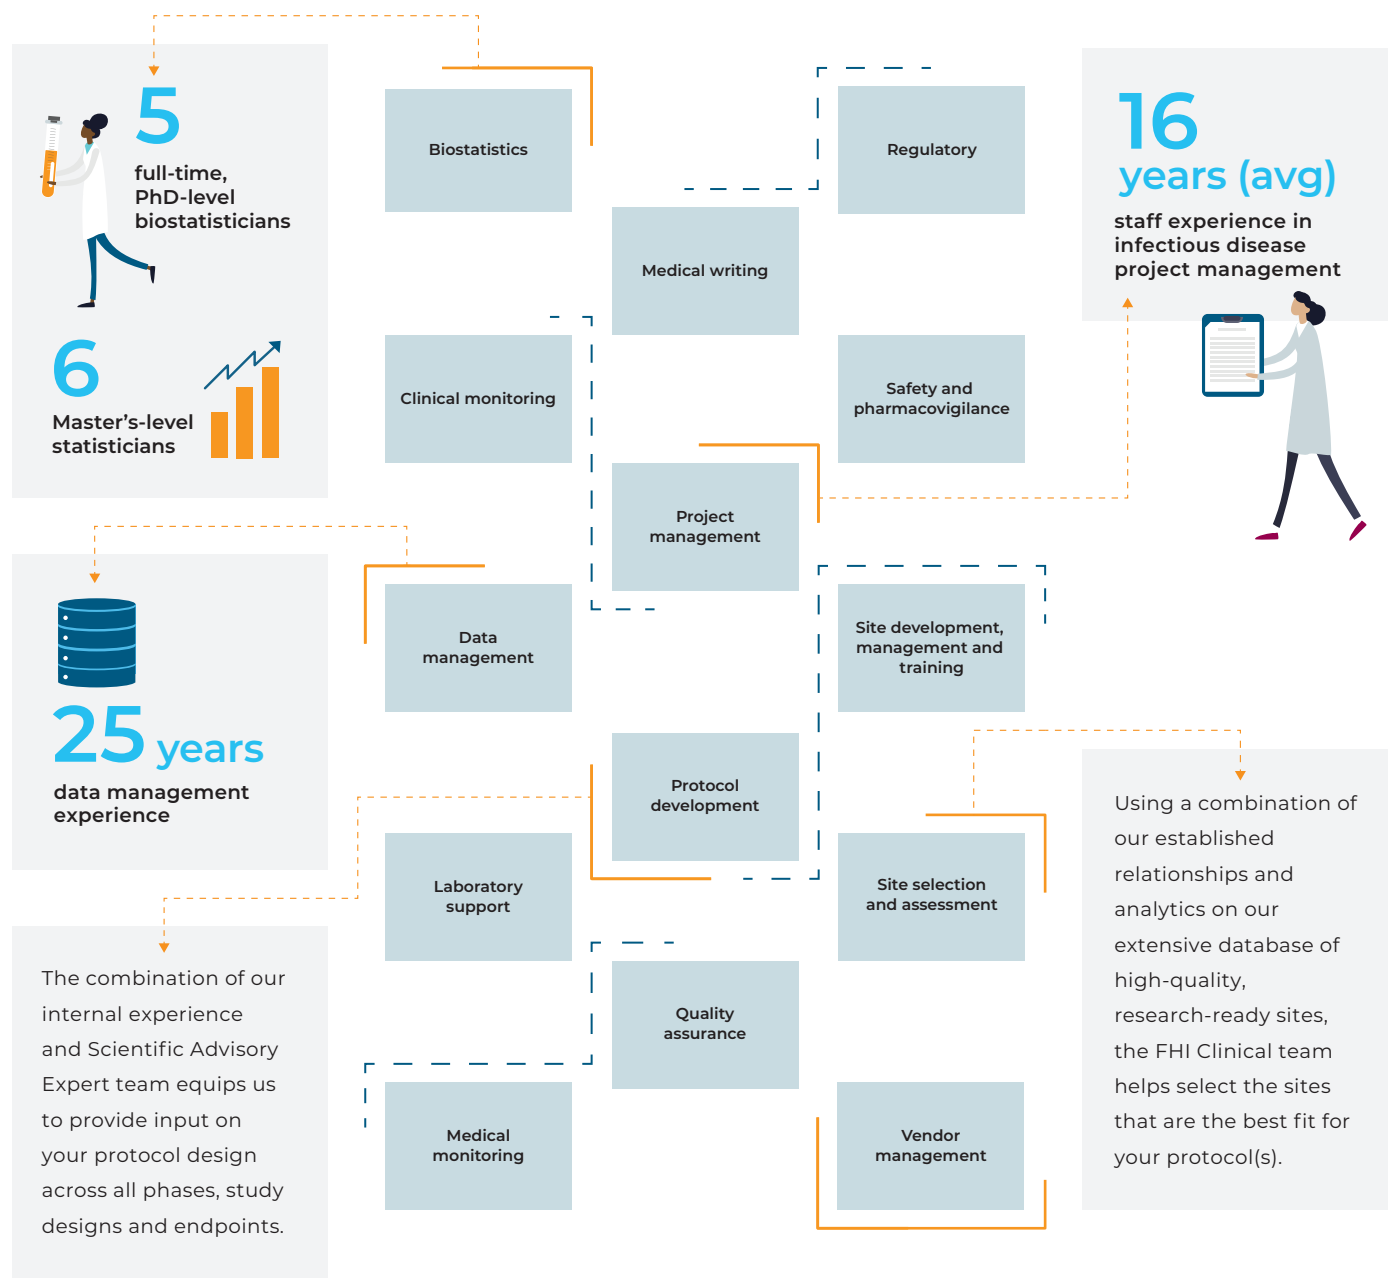 5
full-time,
PhD-level
biostatisticians
6
Master’s-level
statisticians
25 years
data management
experience
The combination of our
internal experience
and Scientific Advisory
Expert team equips us
to provide input on
your protocol design
across all phases, study
designs and endpoints.
Biostatistics
Regulatory
Medical writing
Clinical monitoring
Safety and
pharmacovigilance
Project
management
Data
management
Site development,
management and
training
Protocol
development
Laboratory
support
Site selection
and assessment
Quality
assurance
Medical
monitoring
Vendor
management
16
years (avg)
staff experience in
infectious disease
project management
Using a combination of
our established
relationships and
analytics on our
extensive database of
high-quality,
research-ready sites,
the FHI Clinical team
helps select the sites
that are the best fit for
your protocol(s).